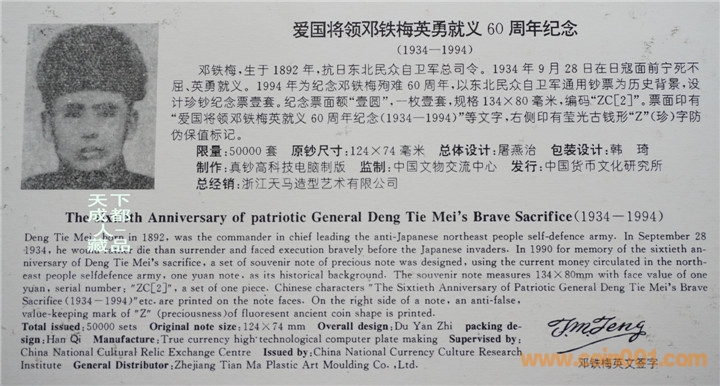 爱国将领邓铁梅英勇就义60周年纪念
(1934—1994)
邓铁梅，生于1892年，抗日东北民众自卫军总司令。1934年9月28日在日寇面前宁死不
屈、英勇就义。1994年为纪念邓铁梅殉难60周年，以东北民众自卫军通用钞票为历史背景，设
计珍钞纪念票壹套。纪念票面额“壹圆”，一枚壹套，规格134×80毫米，编码“ZC[2]”。票面印有
“爱国将领邓铁梅英就义60周年纪念(1934—1994)”等文字，右侧印有荧光古钱形“Z”(珍)字防
伪保值标记。
限量:50000套 原钞尺寸:124×74毫米 总体设计:屠燕治 包装设计:韩 琦
制作:真钞高科技电脑制版 监制:中国文物交流中心 发行:中国货币文化研究所
总经销:浙江天马造型艺术有限公司
天下
成都
人二
藏品
The Sixtieth Anniversary of patriotic General Deng Tie Mei's Brave Sacrifice(1934—1994)
Deng Tie Mei, born in 1892, was the commander in chief leading the anti-Japanese northeast people self-defence army. In September 28
1934, he would rather die than surrender and faced execution bravely before the Japanese invaders. In 1990 for memory of the sixtieth an-
niversary of Deng Tie Mei's sacrifice, a set of souvenir note of precious note was designed, using the current money circulated in the north-
east people selfdefence army, one yuan note, as its historical background. The souvenir note measures 134×80mm with face value of one
yuan, serial number: "ZC[2]", a set of one piece. Chinese characters "The Sixtieth Anniversary of Patriotic General Deng Tie Mei's Brave
Sacrifice(1934—1994)"etc. are printed on the note faces. On the right side of a note, an anti-false,
value-keeping mark of "Z" (preciousness)of fluoresent ancient coin shape is printed.
Total issued:50000 sets Original note size:124×74 mm Overall design:Du Yan Zhi packing de-
sign:Han Qi Manufacture:True currency high technological computer plate making Supervised by:
China National Cultural Relic Exchange Centre Issued by:China National Currency Culture Research
Institute General Distributor:Zhejiang Tian Ma Plastic Art Moulding Co.,Ltd.
T.M Teng
邓铁梅英文签字
www.coin001.com